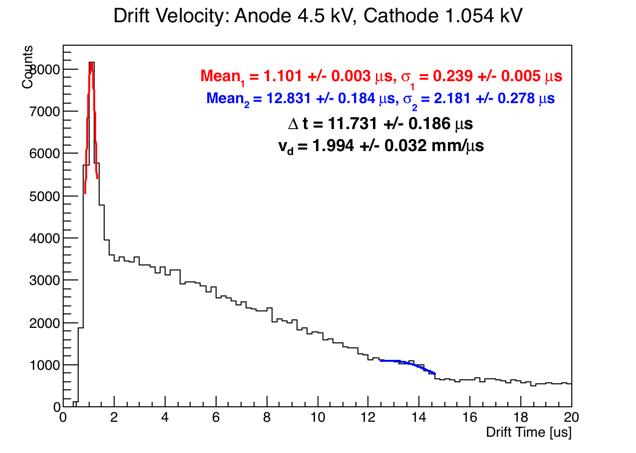 Drift Velocity: Anode 4.5 kV, Cathode 1.054 kV
Counts
Mean1 = 1.101 +/- 0.003 μs, σ1 = 0.239 +/- 0.005 μs
Mean2 = 12.831 +/- 0.184 μs, σ2 = 2.181 +/- 0.278 μs
Δ t = 11.731 +/- 0.186 μs
vd = 1.994 +/- 0.032 mm/μs
8000
7000
6000
5000
4000
3000
2000
1000
0
0 2 4 6 8 10 12 14 16 18 20
Drift Time [us]